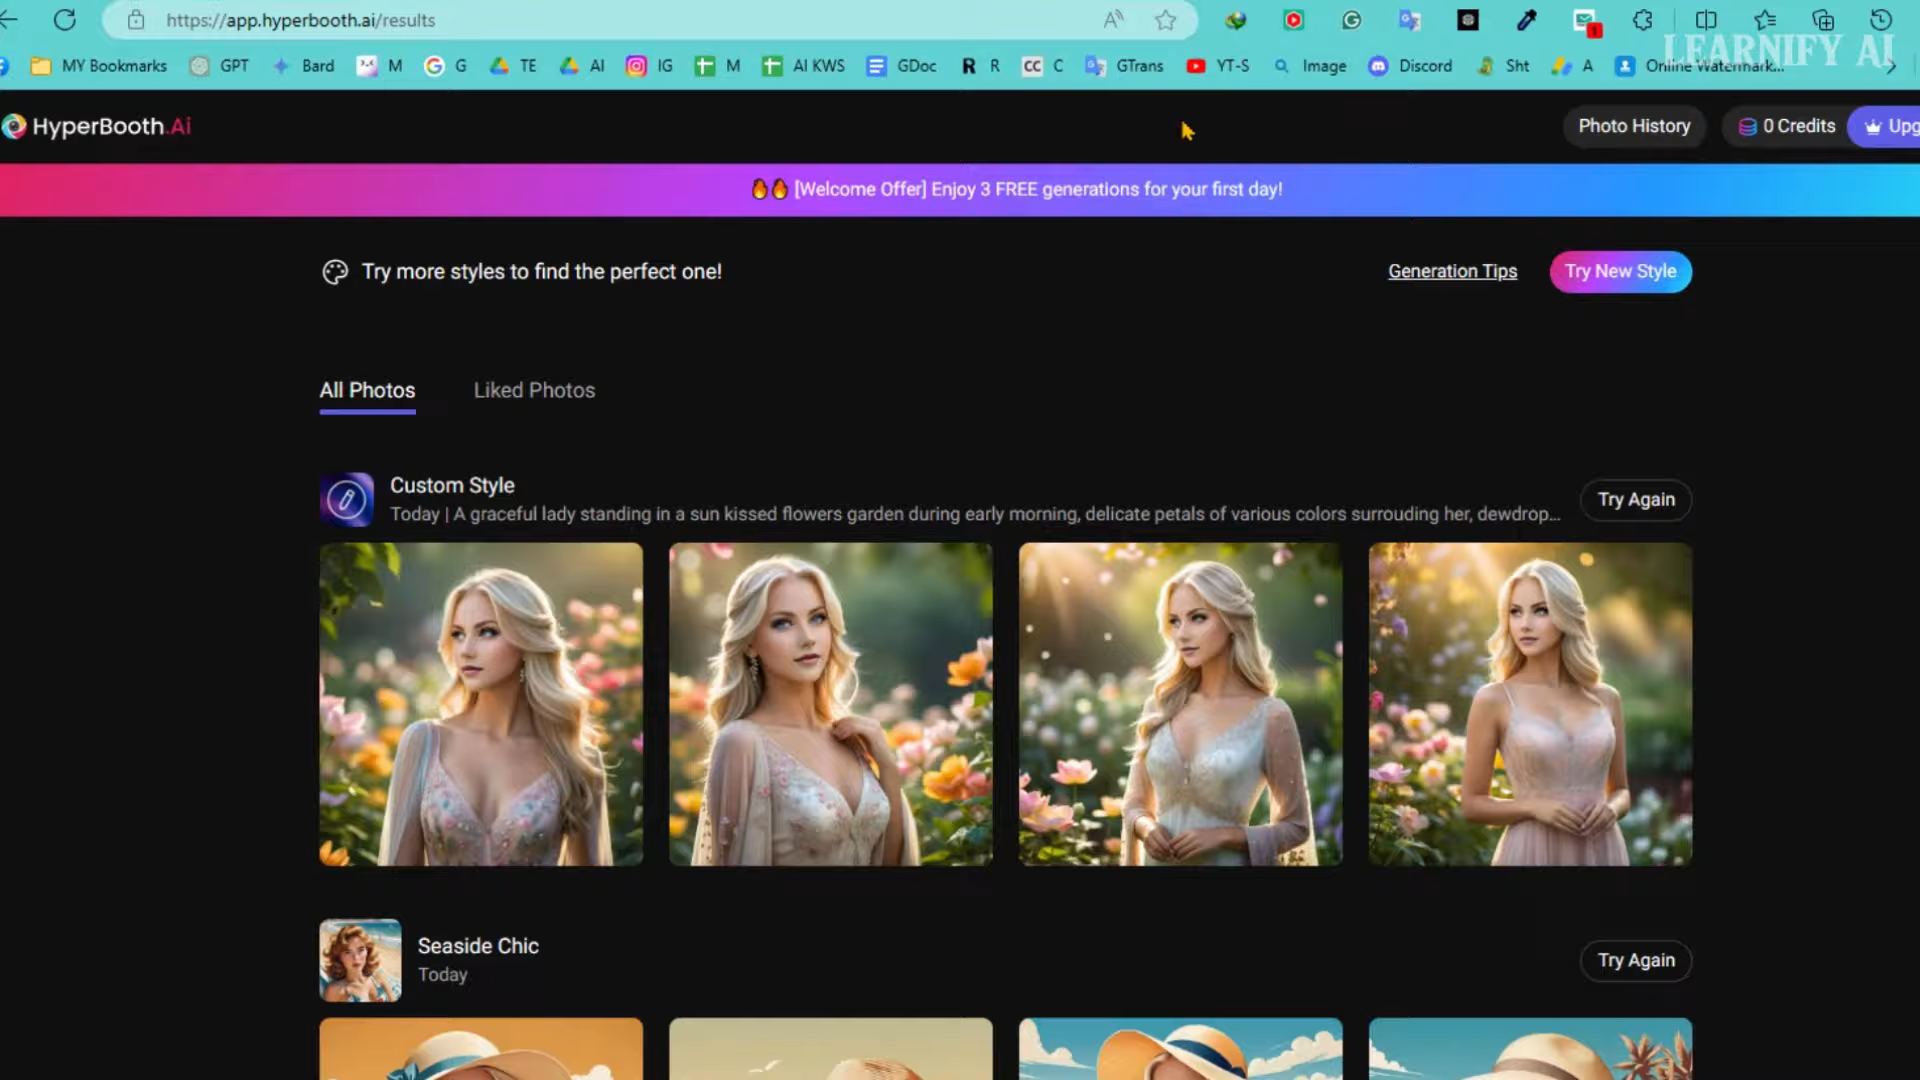 https://app.hyperbooth.ai/results
LEARNIFY AI
MY Bookmarks GPT Bard M G TE AI IG M AI KWS GDoc R R CC C GTrans YT-S Image Discord Sht A Online Watermark...
HyperBooth.Ai
Photo History
0 Credits
Upg
🔥🔥 [Welcome Offer] Enjoy 3 FREE generations for your first day!
Try more styles to find the perfect one!
Generation Tips
Try New Style
All Photos
Liked Photos
Custom Style
Today | A graceful lady standing in a sun kissed flowers garden during early morning, delicate petals of various colors surrouding her, dewdrop...
Try Again
Seaside Chic
Today
Try Again